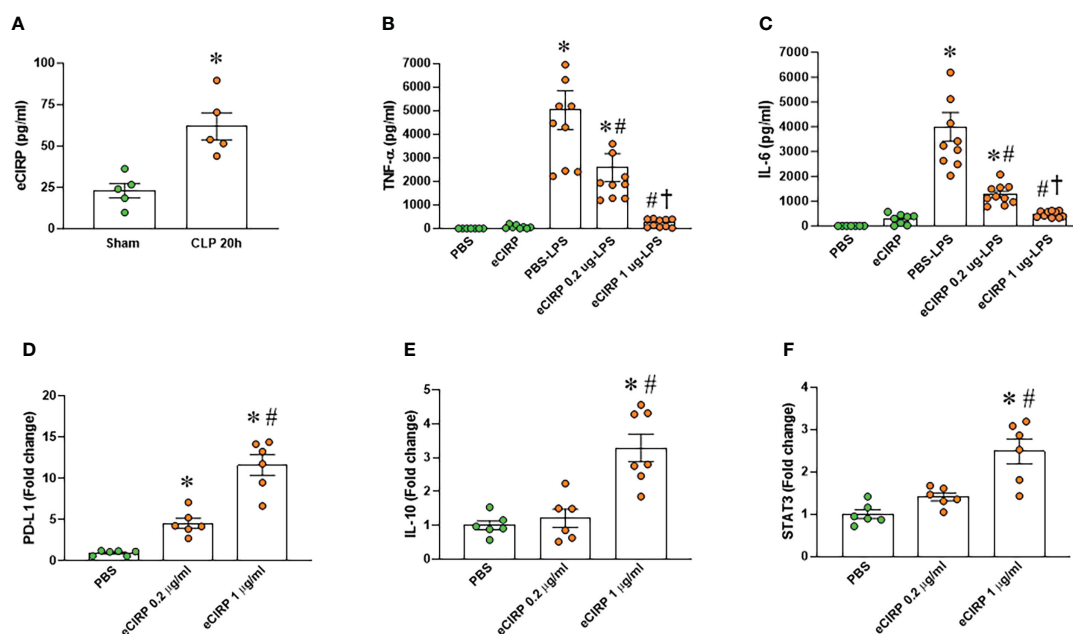 A
eCIRP (pg/ml)
100
75
50
25
0
*
Sham
CLP 20h
B
TNF-α (pg/ml)
7000
6000
5000
4000
3000
2000
1000
0
*
*#
#†
PBS
eCIRP
PBS-LPS
eCIRP 0.2 ug-LPS
eCIRP 1 ug-LPS
C
IL-6 (pg/ml)
7000
6000
5000
4000
3000
2000
1000
0
*
*#
#†
PBS
eCIRP
PBS-LPS
eCIRP 0.2 ug-LPS
eCIRP 1 ug-LPS
D
PD-L1 (Fold change)
20
15
10
5
0
*
* #
PBS
eCIRP 0.2 µg/ml
eCIRP 1 µg/ml
E
IL-10 (Fold change)
5
4
3
2
1
0
* #
PBS
eCIRP 0.2 µg/ml
eCIRP 1 µg/ml
F
STAT3 (Fold change)
4
3
2
1
0
* #
PBS
eCIRP 0.2 µg/ml
eCIRP 1 µg/ml